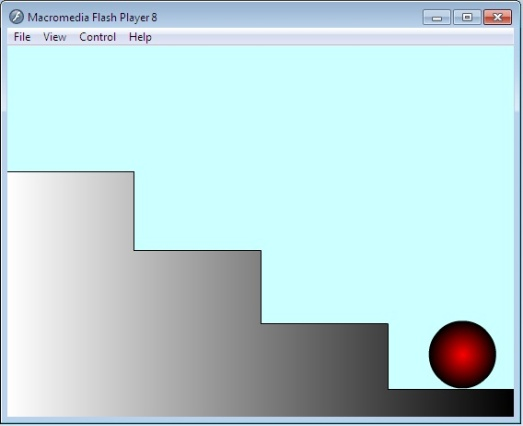 Macromedia Flash Player 8
File View Control Help